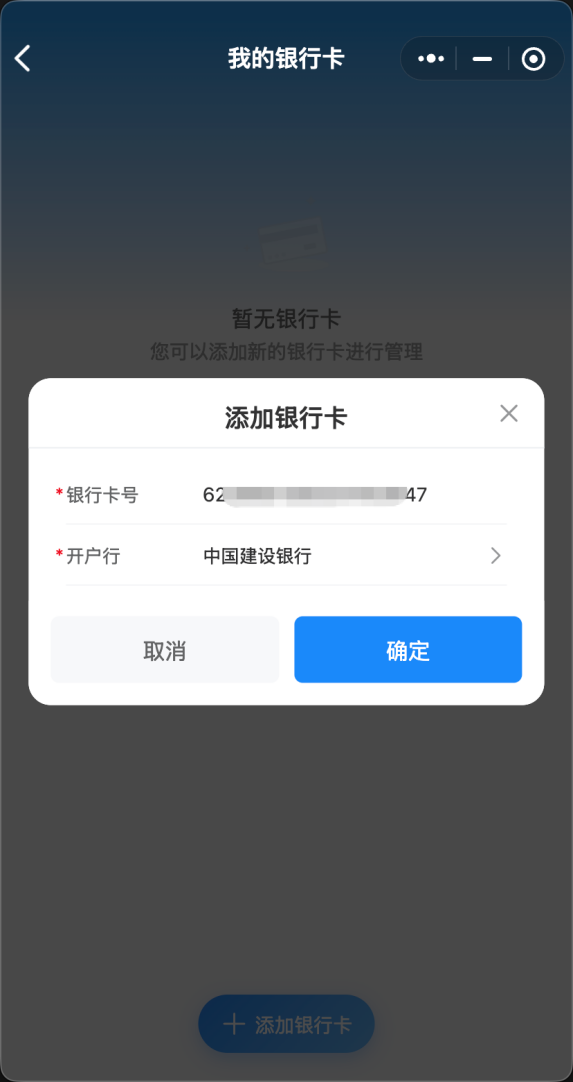 我的银行卡
暂无银行卡
您可以添加新的银行卡进行管理
添加银行卡
*银行卡号 62 47
*开户行 中国建设银行
取消 确定
添加银行卡